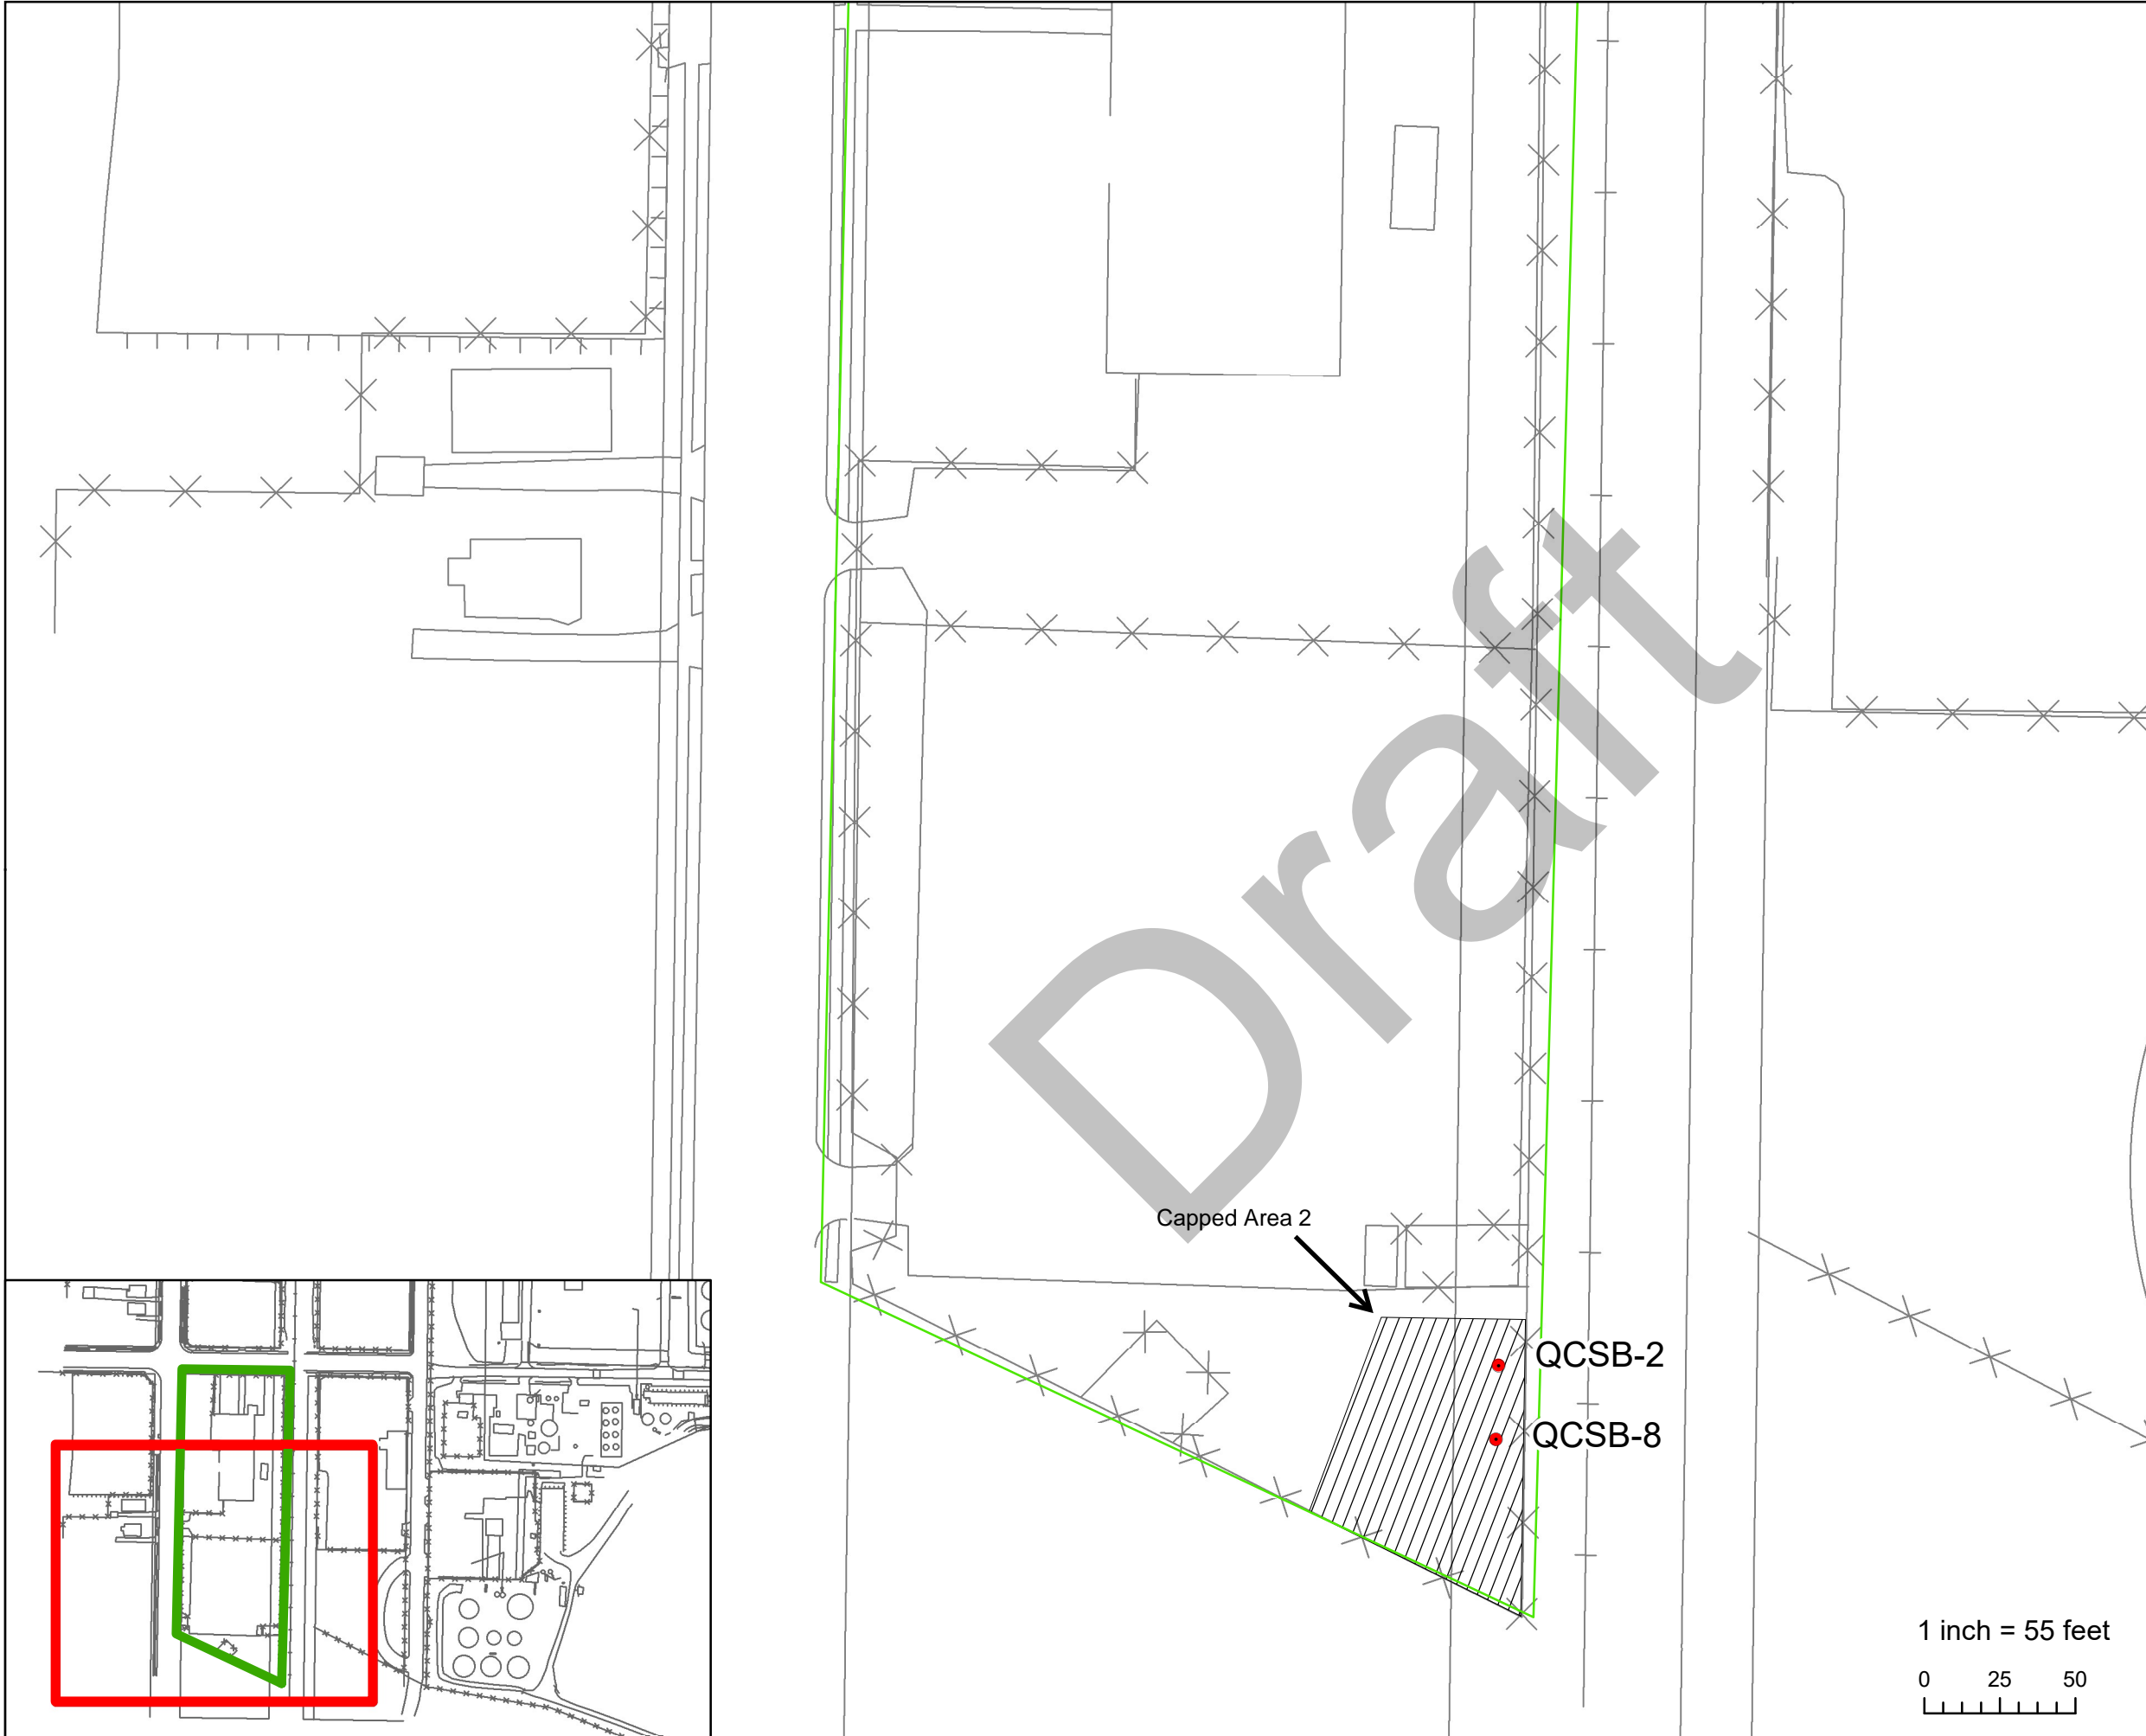 Draft
Capped Area 2
QCSB-2
QCSB-8
1 inch = 55 feet
0 25 50